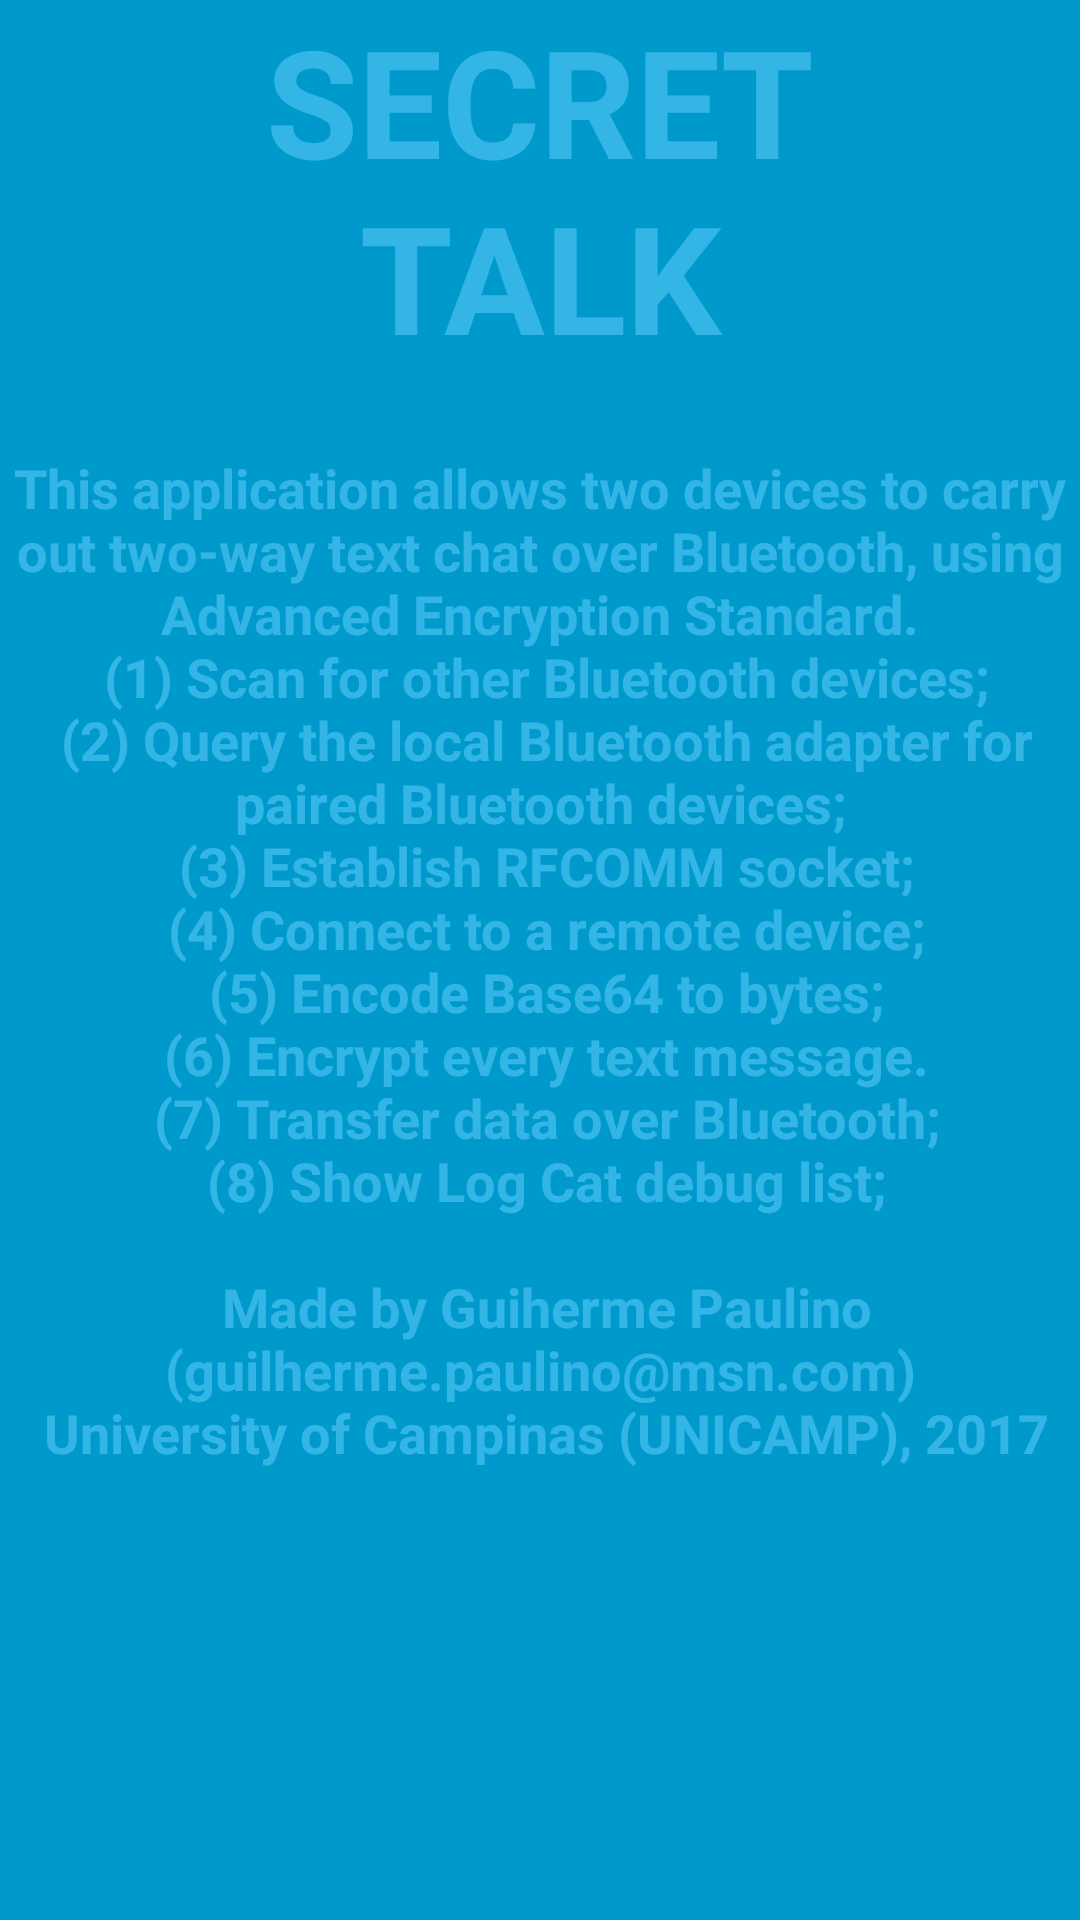 SECRET
TALK
This application allows two devices to carry
out two-way text chat over Bluetooth, using
Advanced Encryption Standard.
(1) Scan for other Bluetooth devices;
(2) Query the local Bluetooth adapter for
paired Bluetooth devices;
(3) Establish RFCOMM socket;
(4) Connect to a remote device;
(5) Encode Base64 to bytes;
(6) Encrypt every text message.
(7) Transfer data over Bluetooth;
(8) Show Log Cat debug list;
Made by Guiherme Paulino
(guilherme.paulino@msn.com)
University of Campinas (UNICAMP), 2017